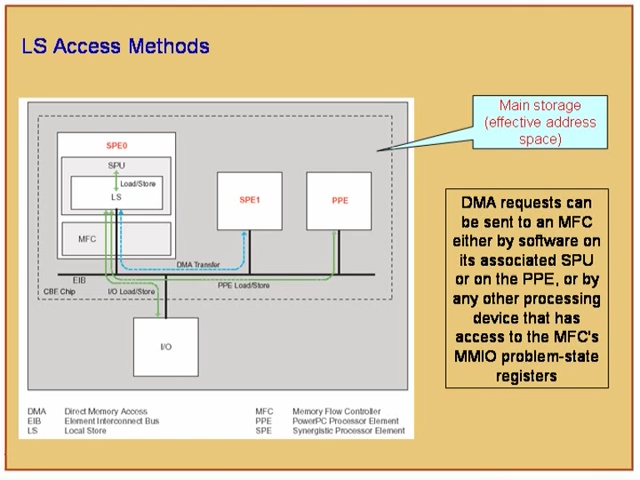 LS Access Methods
Main storage
(effective address
space)
SPE0
SPU
Load/Store
LS
MFC
SPE1
PPE
DMA Transfer
EIB
PPE Load/Store
CBE Chip
I/O Load/Store
I/O
DMA requests can
be sent to an MFC
either by software on
its associated SPU
or on the PPE, or by
any other processing
device that has
access to the MFC's
MMIO problem-state
registers
DMA Direct Memory Access
EIB Element Interconnect Bus
LS Local Store
MFC Memory Flow Controller
PPE PowerPC Processor Element
SPE Synergistic Processor Element